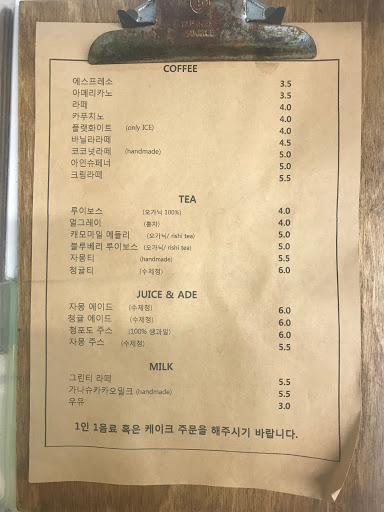 COFFEE
에스프레소 3.5
아메리카노 3.5
라떼 4.0
카푸치노 4.0
플랫화이트 (only ICE) 4.0
바닐라라떼 4.5
코코넛라떼 (handmade) 5.0
아인슈페너 5.0
크림라떼 5.5
TEA
루이보스 (오가닉 100%) 4.0
얼그레이 (홍차) 4.0
캐모마일 메들리 (오가닉/ rishi tea) 5.0
블루베리 루이보스 (오가닉/ rishi tea) 5.0
자몽티 (handmade) 5.5
청귤티 (수제청) 6.0
JUICE & ADE
자몽 에이드 (수제청) 6.0
청귤 에이드 (수제청) 6.0
청포도 주스 (100% 생과일) 6.0
자몽 주스 (수제청) 5.5
MILK
그린티 라떼 5.5
가나슈카카오밀크 (handmade) 5.5
우유 3.0
1인 1음료 혹은 케이크 주문을 해주시기 바랍니다.